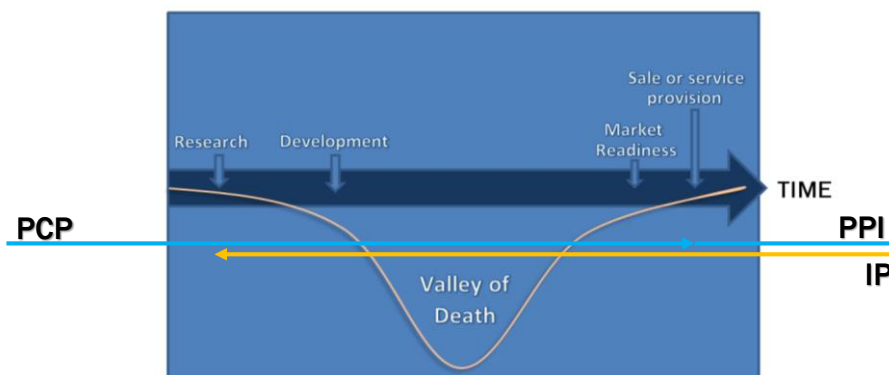 Sale or service
provision
Research
Development
Market
Readiness
TIME
PCP
PPI
IP
Valley of
Death